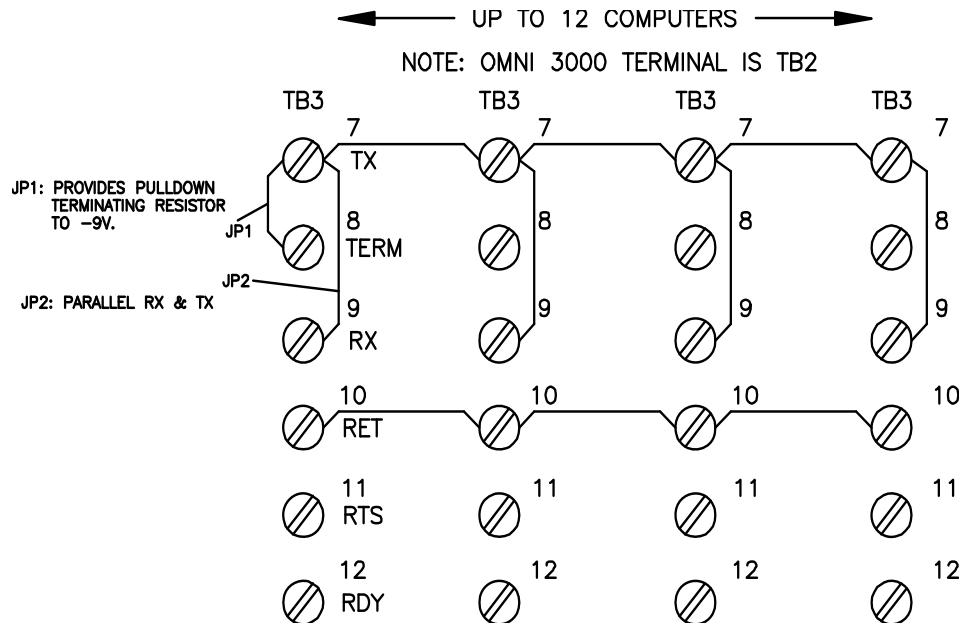 UP TO 12 COMPUTERS
NOTE: OMNI 3000 TERMINAL IS TB2
TB3 TB3 TB3 TB3
7 7 7 7
TX
JP1: PROVIDES PULLDOWN
TERMINATING RESISTOR
TO -9V.
JP1
8 8 8 8
TERM
JP2
JP2: PARALLEL RX & TX
9 9 9 9
RX
10 10 10 10
RET
11 11 11 11
RTS
12 12 12 12
RDY